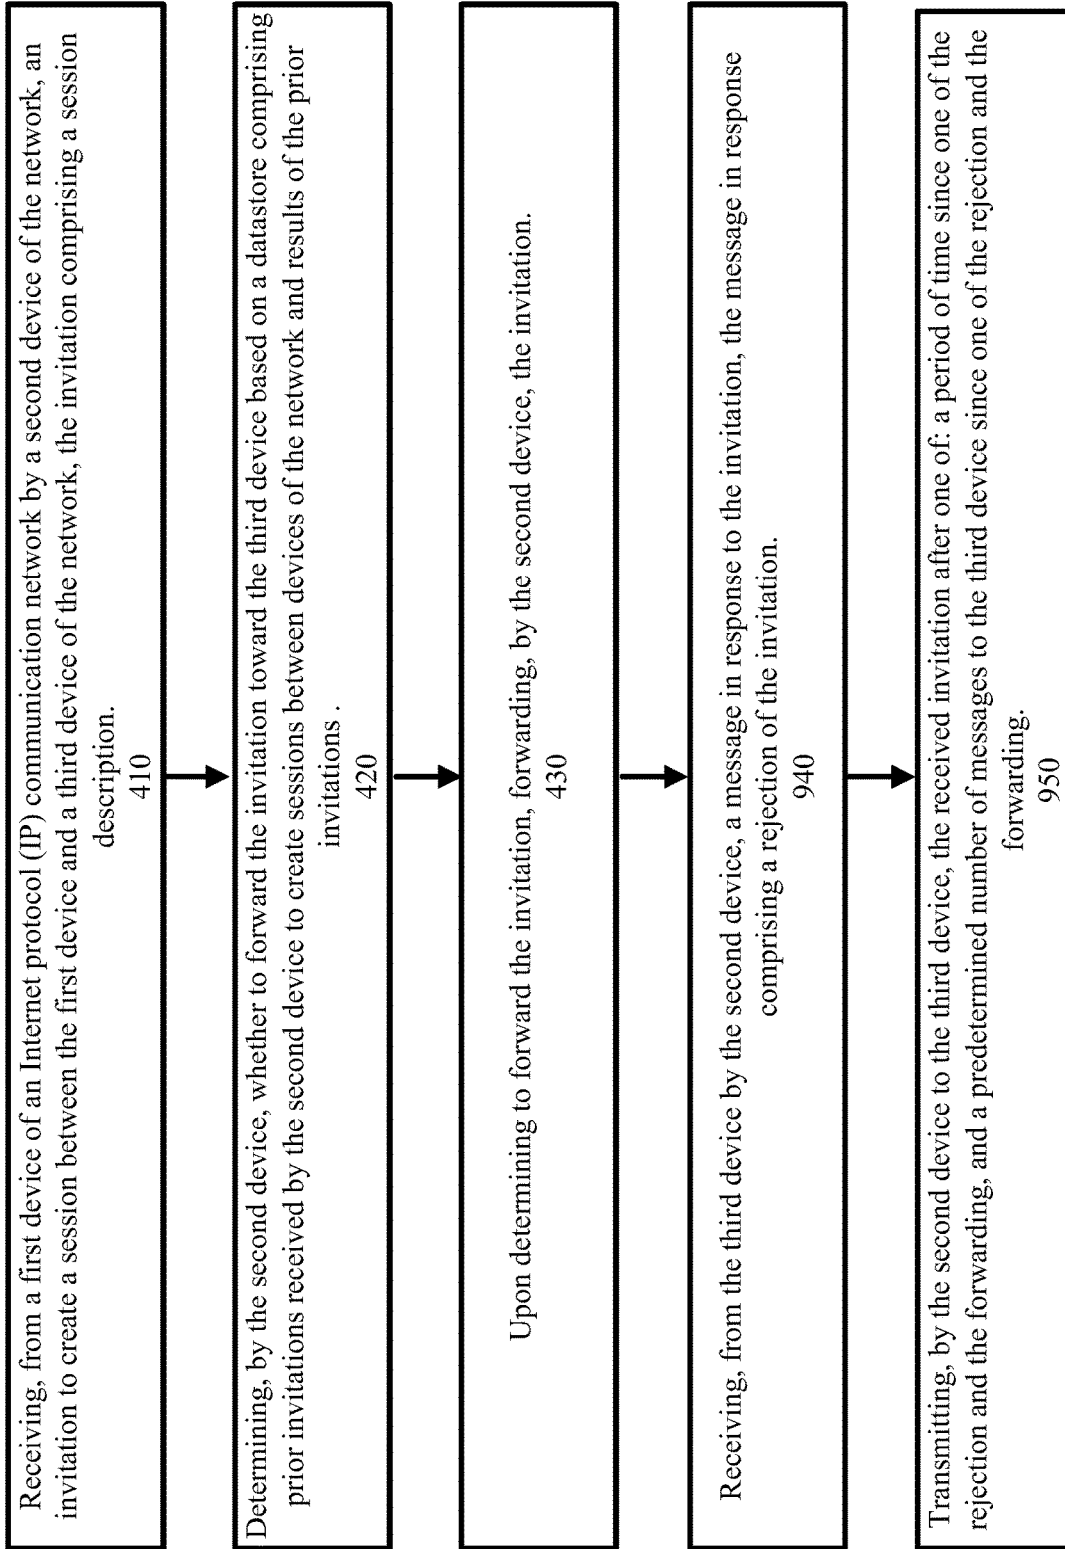 Receiving, from a first device of an Internet protocol (IP) communication network by a second device of the network, an
invitation to create a session between the first device and a third device of the network, the invitation comprising a session
description.
410
Determining, by the second device, whether to forward the invitation toward the third device based on a datastore comprising
prior invitations received by the second device to create sessions between devices of the network and results of the prior
invitations .
420
Upon determining to forward the invitation, forwarding, by the second device, the invitation.
430
Receiving, from the third device by the second device, a message in response to the invitation, the message in response
comprising a rejection of the invitation.
940
Transmitting, by the second device to the third device, the received invitation after one of: a period of time since one of the
rejection and the forwarding, and a predetermined number of messages to the third device since one of the rejection and the
forwarding.
950